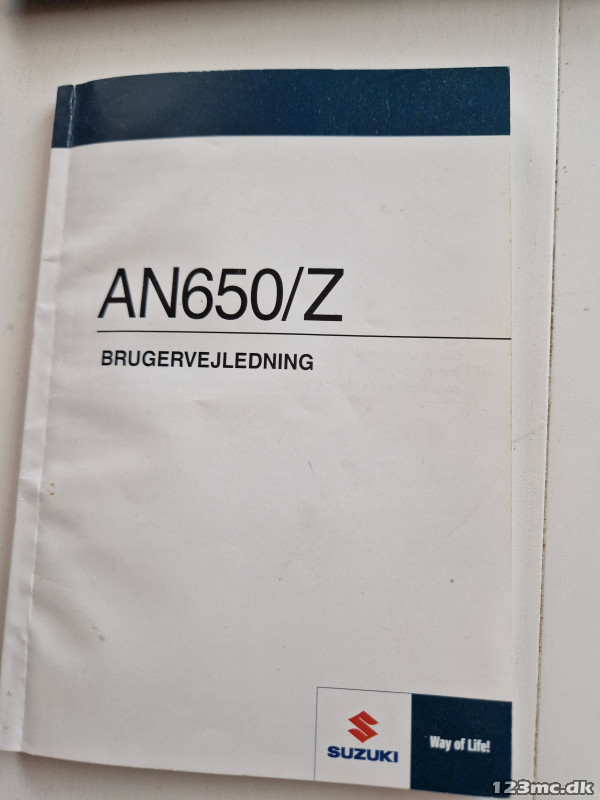 AN650/Z
BRUGERVEJLEDNING
SUZUKI
Way of Life!
123mc.dk